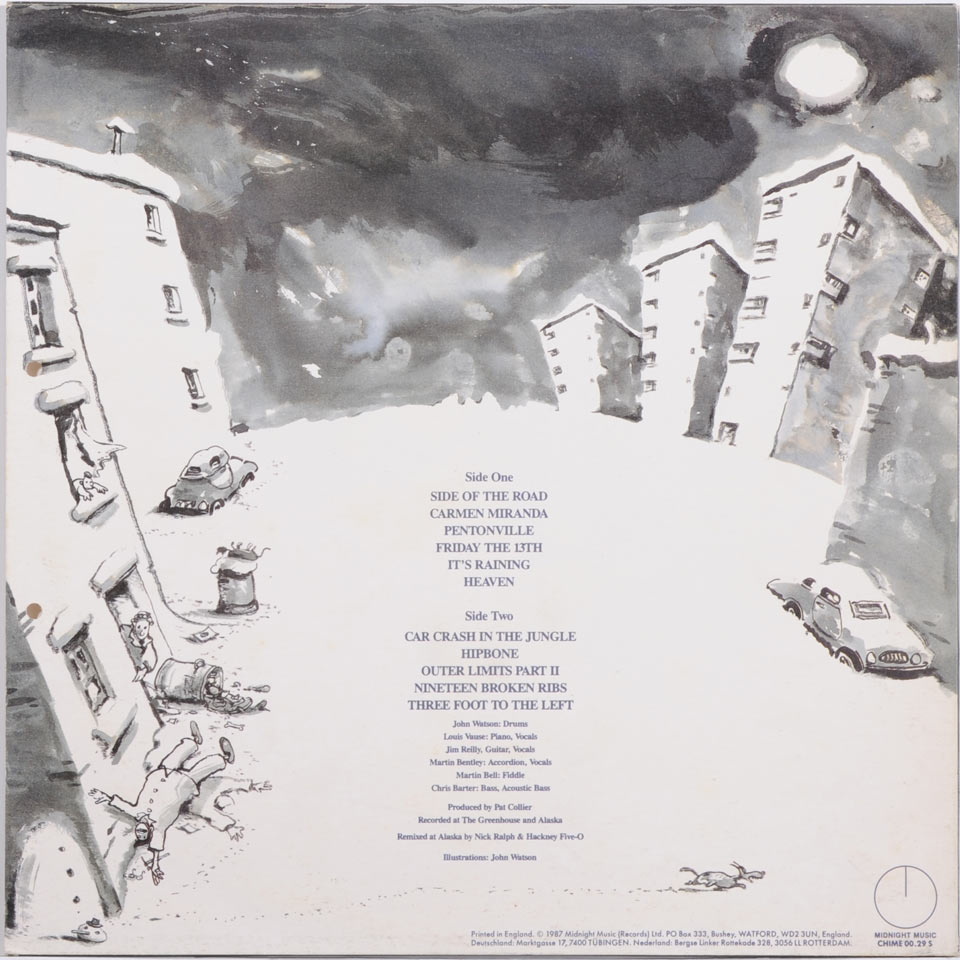 Side One
SIDE OF THE ROAD
CARMEN MIRANDA
PENTONVILLE
FRIDAY THE 13TH
IT'S RAINING
HEAVEN
Side Two
CAR CRASH IN THE JUNGLE
HIPBONE
OUTER LIMITS PART II
NINETEEN BROKEN RIBS
THREE FOOT TO THE LEFT
John Watson: Drums
Louis Vause: Piano, Vocals
Jim Reilly, Guitar, Vocals
Martin Bentley: Accordion, Vocals
Martin Bell: Fiddle
Chris Barter: Bass, Acoustic Bass
Produced by Pat Collier
Recorded at The Greenhouse and Alaska
Remixed at Alaska by Nick Ralph & Hackney Five-O
Illustrations: John Watson
Printed in England. © 1987 Midnight Music (Records) Ltd. PO Box 333, Bushey, WATFORD, WD2 3UN, England.
Deutschland: Marktgasse 17, 7400 TÜBINGEN. Nederland: Bergse Linker Rottekade 328, 3056 LL ROTTERDAM.
MIDNIGHT MUSIC
CHIME 00.29 S